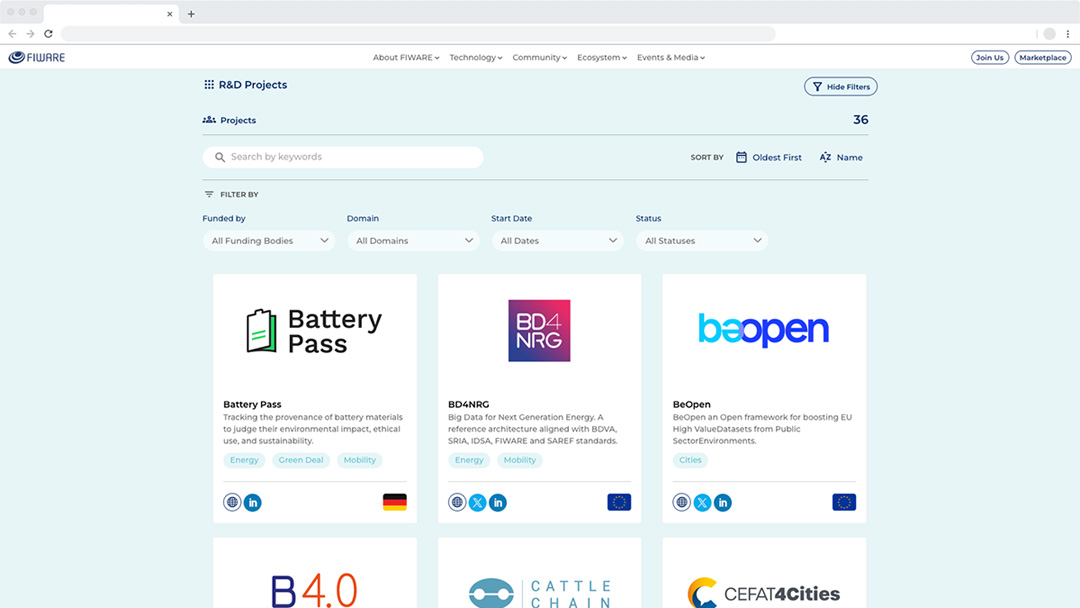 FIWARE
About FIWARE Technology Community Ecosystem Events & Media
Join Us Marketplace
R&D Projects
Hide Filters
Projects 36
Search by keywords
SORT BY Oldest First AZ Name
FILTER BY
Funded by Domain Start Date Status
All Funding Bodies All Domains All Dates All Statuses
Battery
Pass
BD4
NRG
beopen
Battery Pass
Tracking the provenance of battery materials
to judge their environmental impact, ethical
use, and sustainability.
Energy Green Deal Mobility
in
BD4NRG
Big Data for Next Generation Energy. A
reference architecture aligned with BDVA,
SRIA, IDSA, FIWARE and SAREF standards.
Energy Mobility
X in
BeOpen
BeOpen an Open framework for boosting EU
High ValueDatasets from Public
SectorEnvironments.
Cities
X in
B4.0
CATTLE
CHAIN
CEFAT4Cities